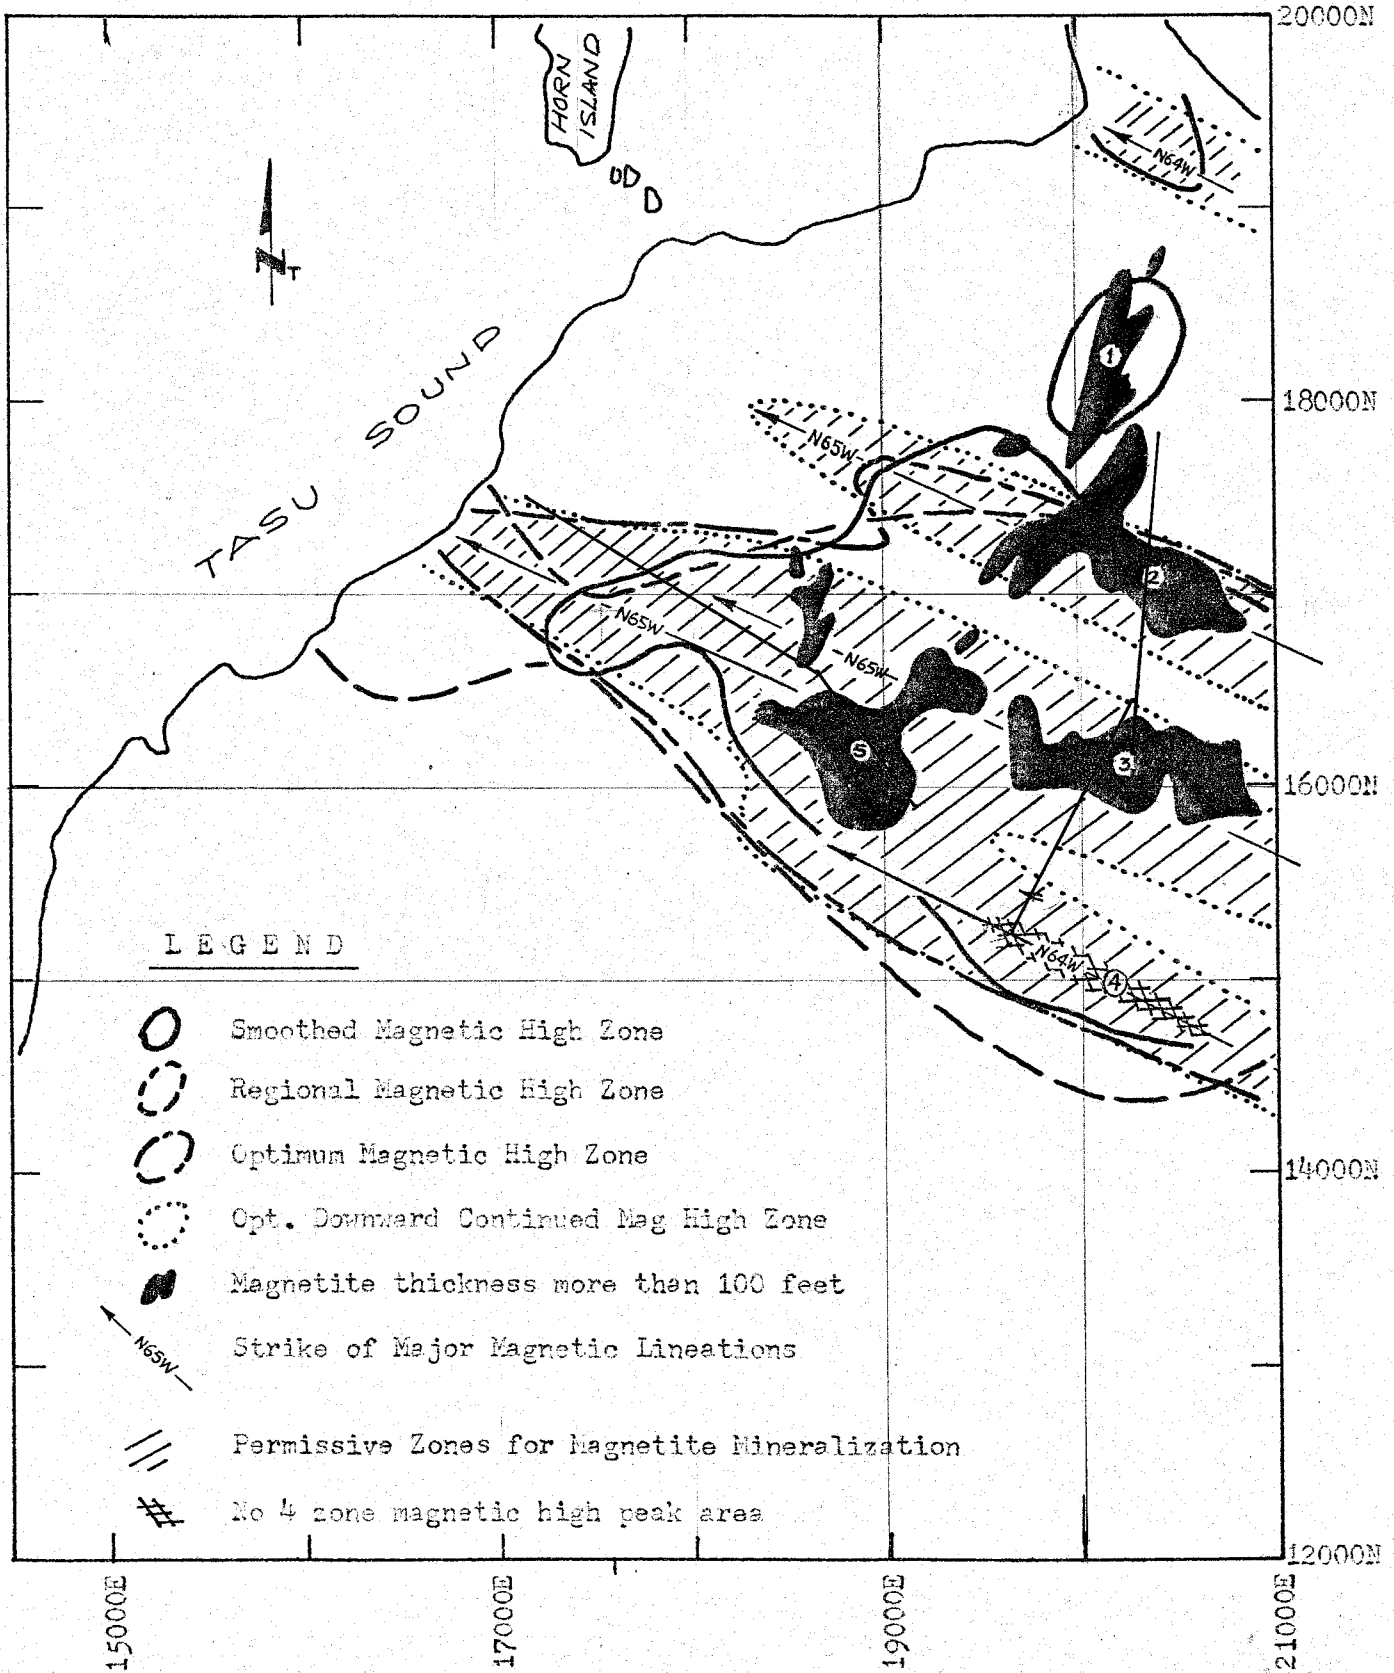 20000N
HORN
ISLAND
N64W
N
T
TASU SOUND
1
18000N
N65W
2
N65W
N65W
5
3
16000N
N64W
4
LEGEND
Smoothed Magnetic High Zone
Regional Magnetic High Zone
Optimum Magnetic High Zone
Opt. Downward Continued Mag High Zone
14000N
Magnetite thickness more than 100 feet
N65W
Strike of Major Magnetic Lineations
Permissive Zones for Magnetite Mineralization
No 4 zone magnetic high peak area
12000N
15000E
17000E
19000E
21000E